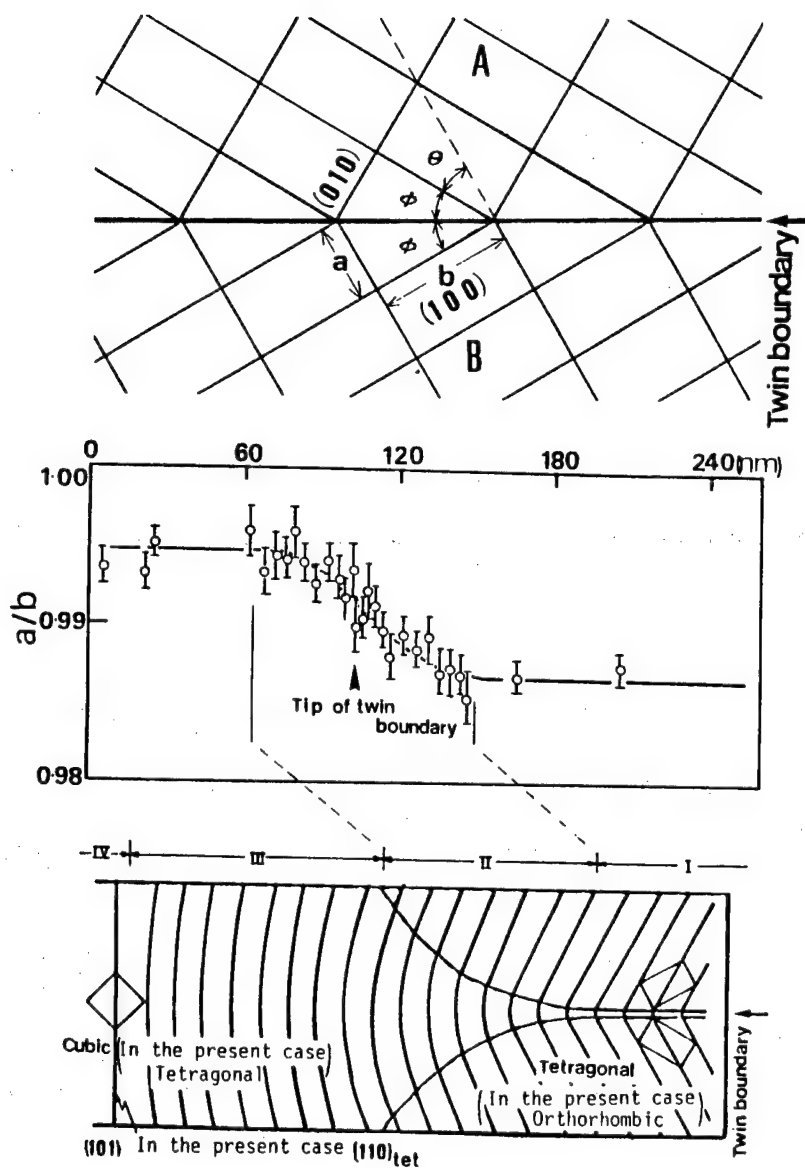 A
(010)
θ
ø
ø
a
b
(100)
B
Twin boundary
0 60 120 180 240(nm)
1·00
0·99
0·98
a/b
Tip of twin
boundary
IV III II I
Cubic (In the present case)
Tetragonal
Tetragonal
(In the present case)
Orthorhombic
Twin boundary
(101) In the present case (110)tet